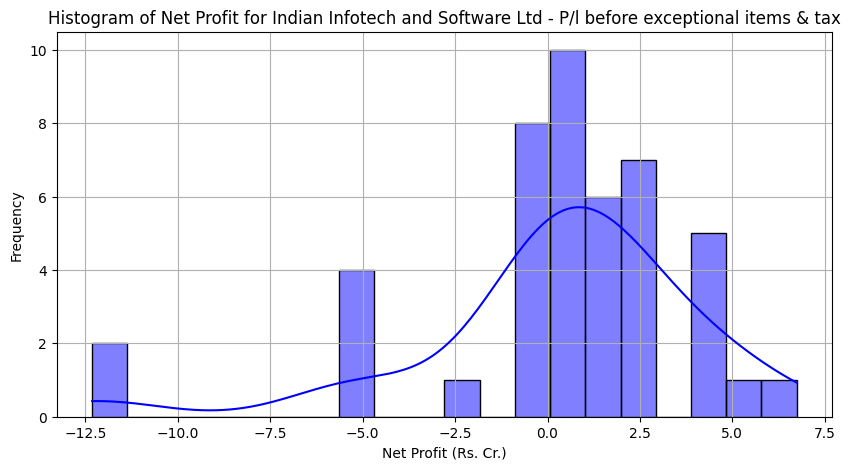 Histogram of Net Profit for Indian Infotech and Software Ltd - P/l before exceptional items & tax
10
8
6
4
2
0
Frequency
−12.5 −10.0 −7.5 −5.0 −2.5 0.0 2.5 5.0 7.5
Net Profit (Rs. Cr.)